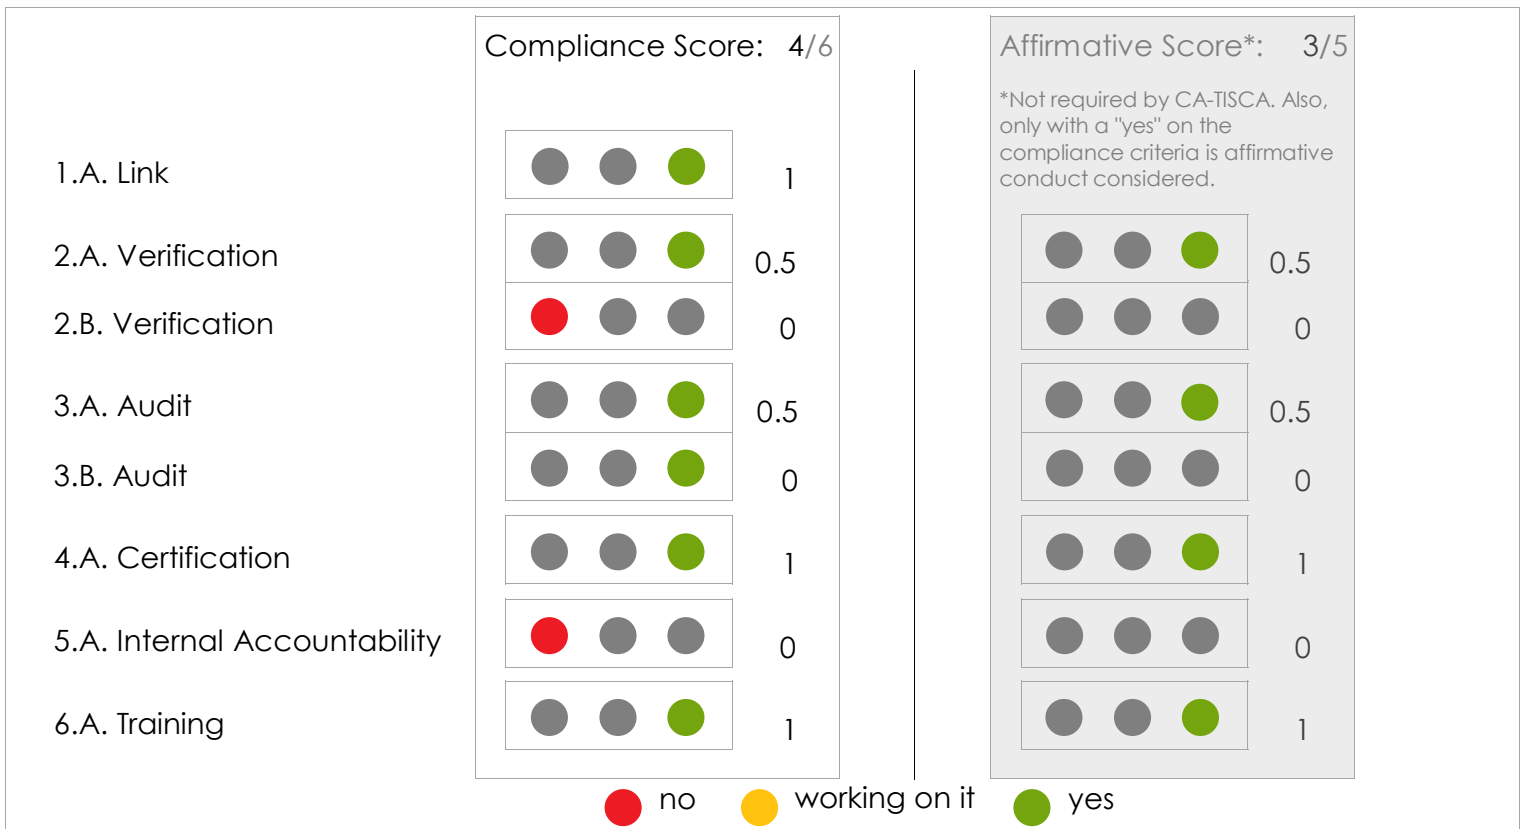 Compliance Score: 4/6
Affirmative Score*: 3/5
*Not required by CA-TISCA. Also,
only with a "yes" on the
compliance criteria is affirmative
conduct considered.
1.A. Link 1
2.A. Verification 0.5 0.5
2.B. Verification 0 0
3.A. Audit 0.5 0.5
3.B. Audit 0 0
4.A. Certification 1 1
5.A. Internal Accountability 0 0
6.A. Training 1 1
no working on it yes